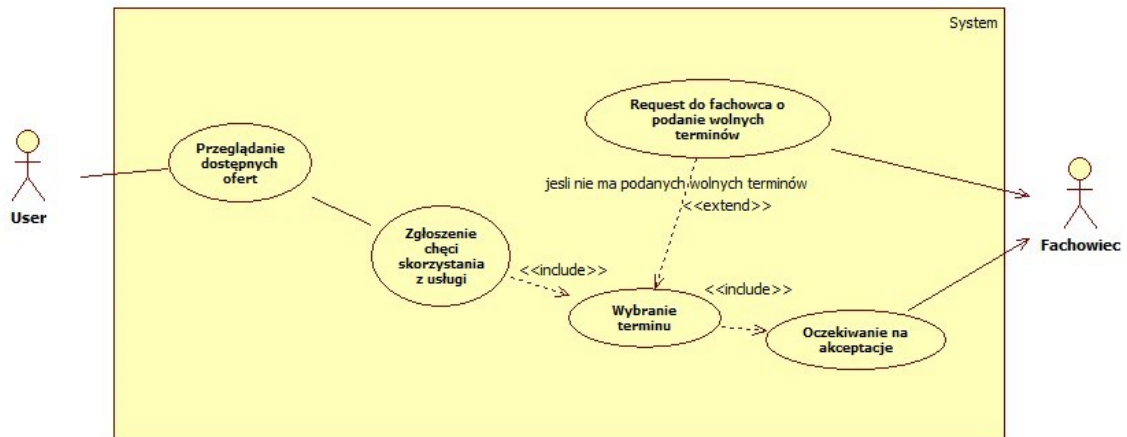 System
Request do fachowca o
podanie wolnych
terminów
Przeglądanie
dostępnych
ofert
User
jesli nie ma podanych wolnych terminów
<<extend>>
Fachowiec
Zgłoszenie
chęci
skorzystania
z usługi
<<include>>
<<include>>
Wybranie
terminu
Oczekiwanie na
akceptacje